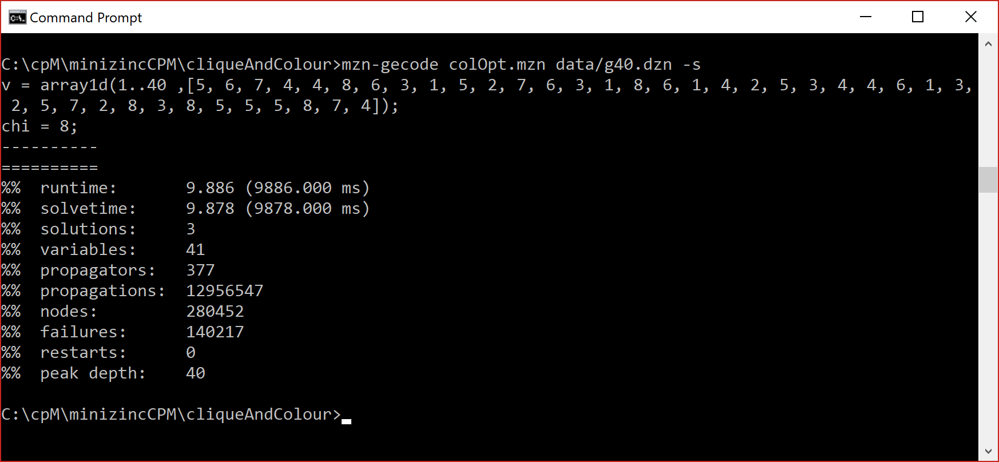 Command Prompt
C:\cpM\minizincCPM\cliqueAndColour>mzn-gecode colOpt.mzn data/g40.dzn -s
v = array1d(1..40 ,[5, 6, 7, 4, 4, 8, 6, 3, 1, 5, 2, 7, 6, 3, 1, 8, 6, 1, 4, 2, 5, 3, 4, 4, 6, 1, 3,
 2, 5, 7, 2, 8, 3, 8, 5, 5, 5, 8, 7, 4]);
chi = 8;
----------
==========
%%  runtime:       9.886 (9886.000 ms)
%%  solvetime:     9.878 (9878.000 ms)
%%  solutions:     3
%%  variables:     41
%%  propagators:   377
%%  propagations:  12956547
%%  nodes:         280452
%%  failures:      140217
%%  restarts:      0
%%  peak depth:    40
C:\cpM\minizincCPM\cliqueAndColour>